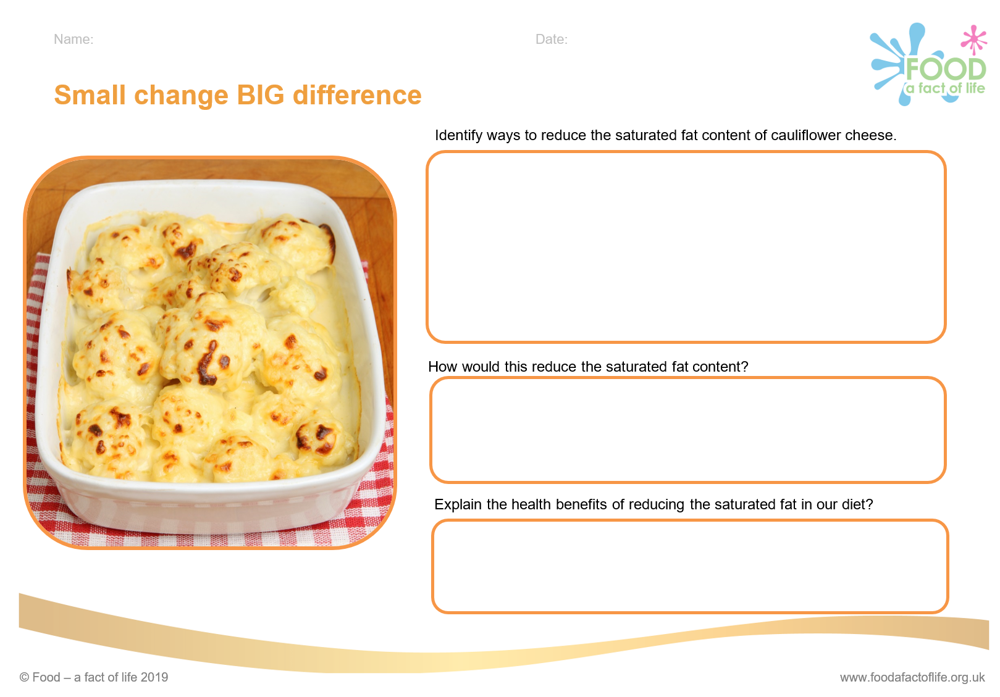 Name:
Date:
FOOD
a fact of life
Small change BIG difference
Identify ways to reduce the saturated fat content of cauliflower cheese.
How would this reduce the saturated fat content?
Explain the health benefits of reducing the saturated fat in our diet?
© Food – a fact of life 2019
www.foodafactoflife.org.uk